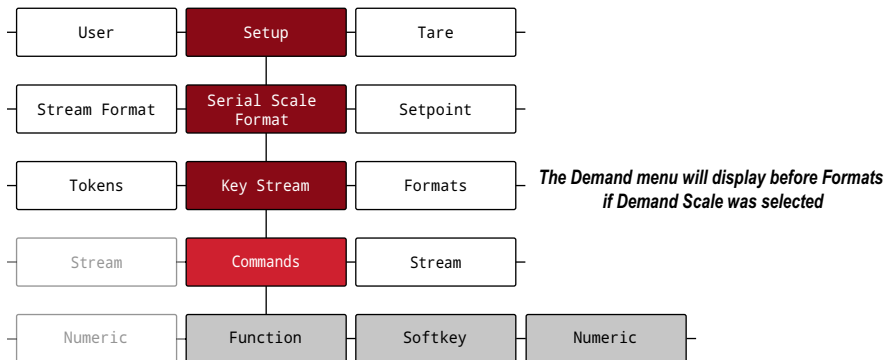 User Setup Tare
Stream Format Serial Scale Setpoint
Format
Tokens Key Stream Formats The Demand menu will display before Formats
if Demand Scale was selected
Stream Commands Stream
Numeric Function Softkey Numeric